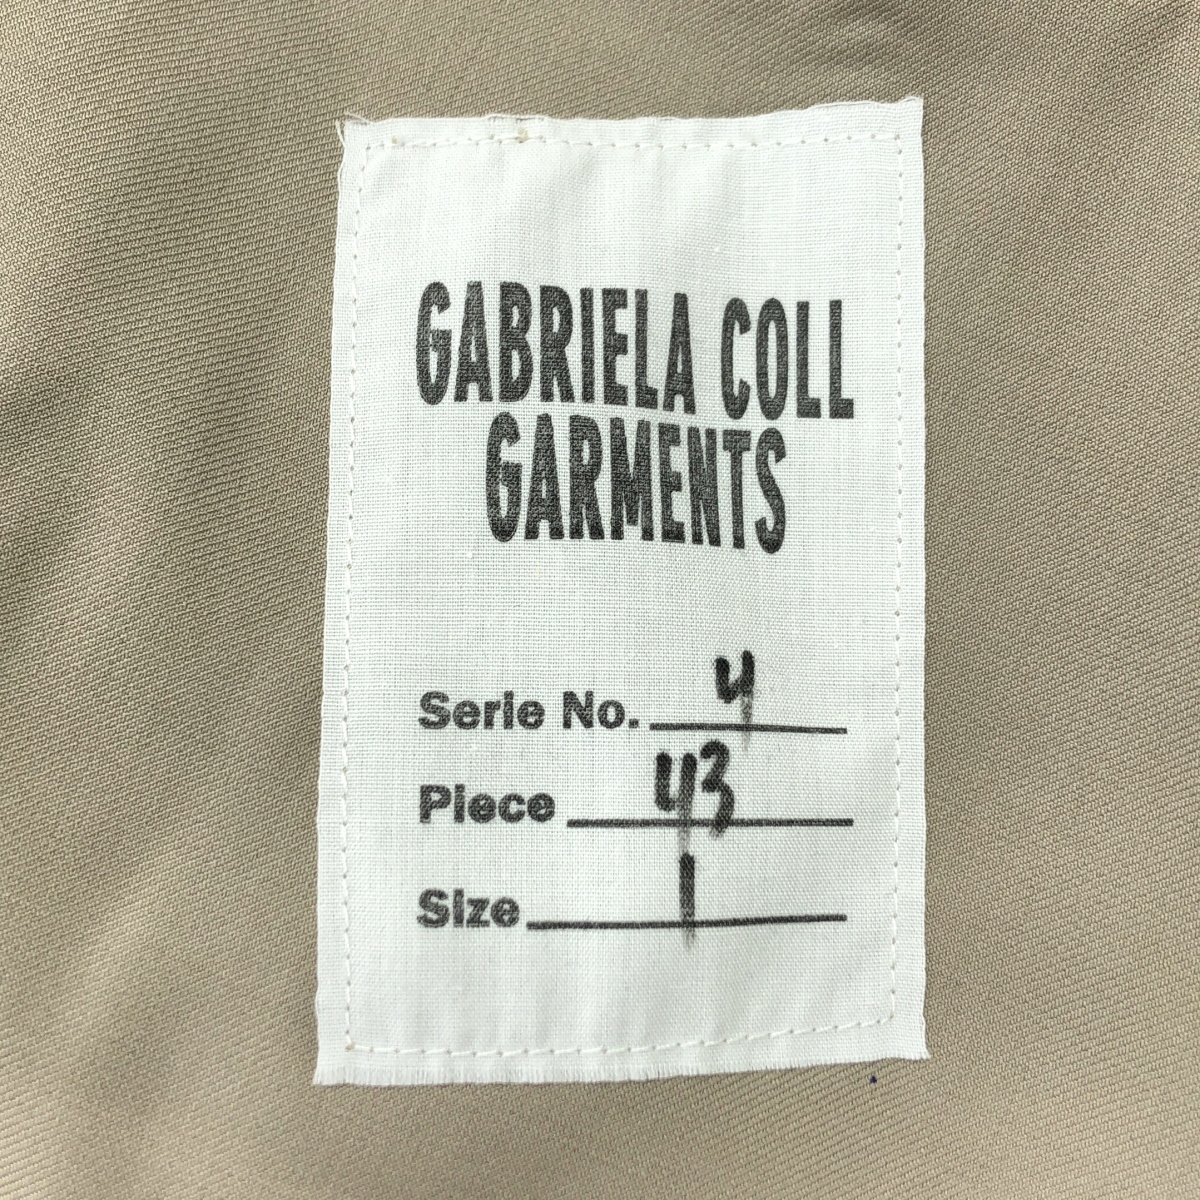 GABRIELA COLL
GARMENTS
Serie No. 4
Piece 43
Size 1